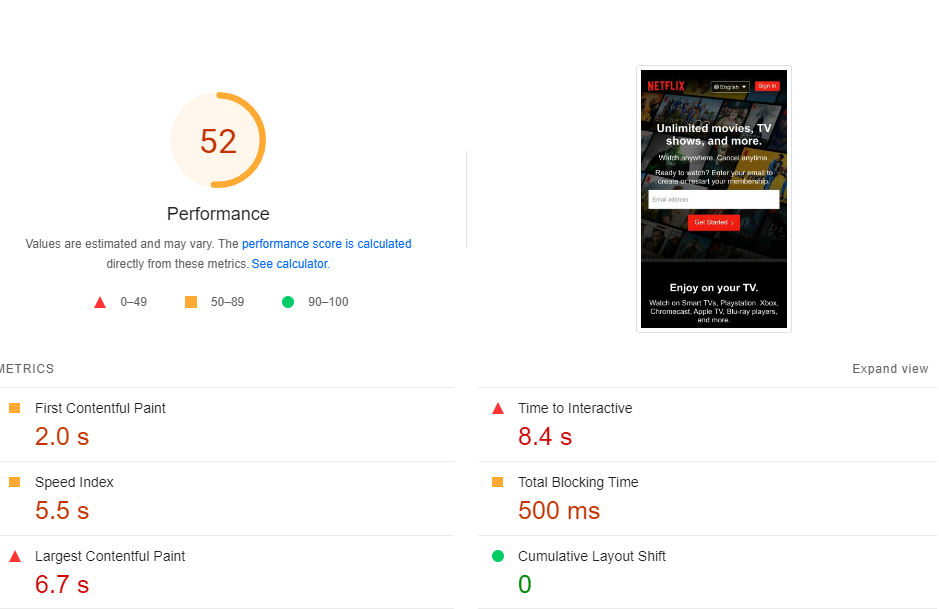 52
Performance
Values are estimated and may vary. The performance score is calculated
directly from these metrics. See calculator.
0–49
50–89
90–100
NETFLIX
English
Sign In
Unlimited movies, TV
shows, and more.
Watch anywhere. Cancel anytime.
Ready to watch? Enter your email to
create or restart your membership.
Email address
Get Started
Enjoy on your TV.
Watch on Smart TVs, Playstation, Xbox,
Chromecast, Apple TV, Blu-ray players,
and more.
METRICS
Expand view
First Contentful Paint
2.0 s
Time to Interactive
8.4 s
Speed Index
5.5 s
Total Blocking Time
500 ms
Largest Contentful Paint
6.7 s
Cumulative Layout Shift
0